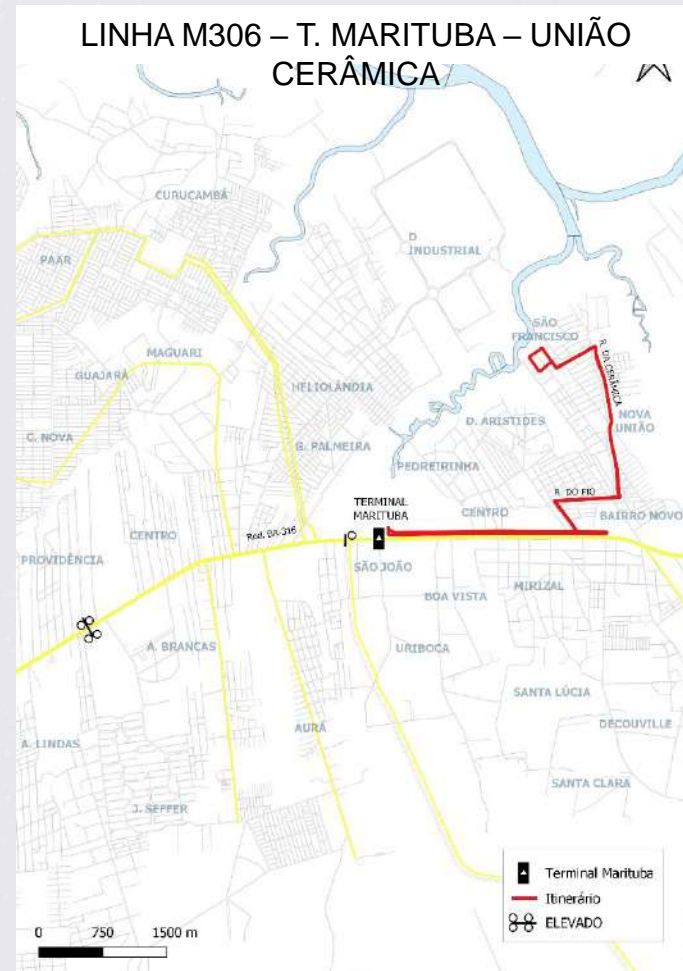 LINHA M306 – T. MARITUBA – UNIÃO
CERÂMICA
CURUCAMBÁ
D
INDUSTRIAL
PAAR
SÃO
FRANCISCO
R. DA CERÂMICA
MAGUARI
GUAJARÁ
HELIOLÂNDIA
NOVA
UNIÃO
D. ARISTIDES
C. NOVA
G. PALMEIRA
PEDREIRINHA
R. DO FIO
TERMINAL
MARITUBA
CENTRO
BAIRRO NOVO
CENTRO
Rod. BR-316
PROVIDÊNCIA
SÃO JOÃO
MIRIZAL
BOA VISTA
A. BRANCAS
URIBOCA
SANTA LÚCIA
AURÁ
DECOUVILLE
A. LINDAS
SANTA CLARA
J. SEFFER
Terminal Marituba
Itinerário
ELEVADO
0 750 1500 m